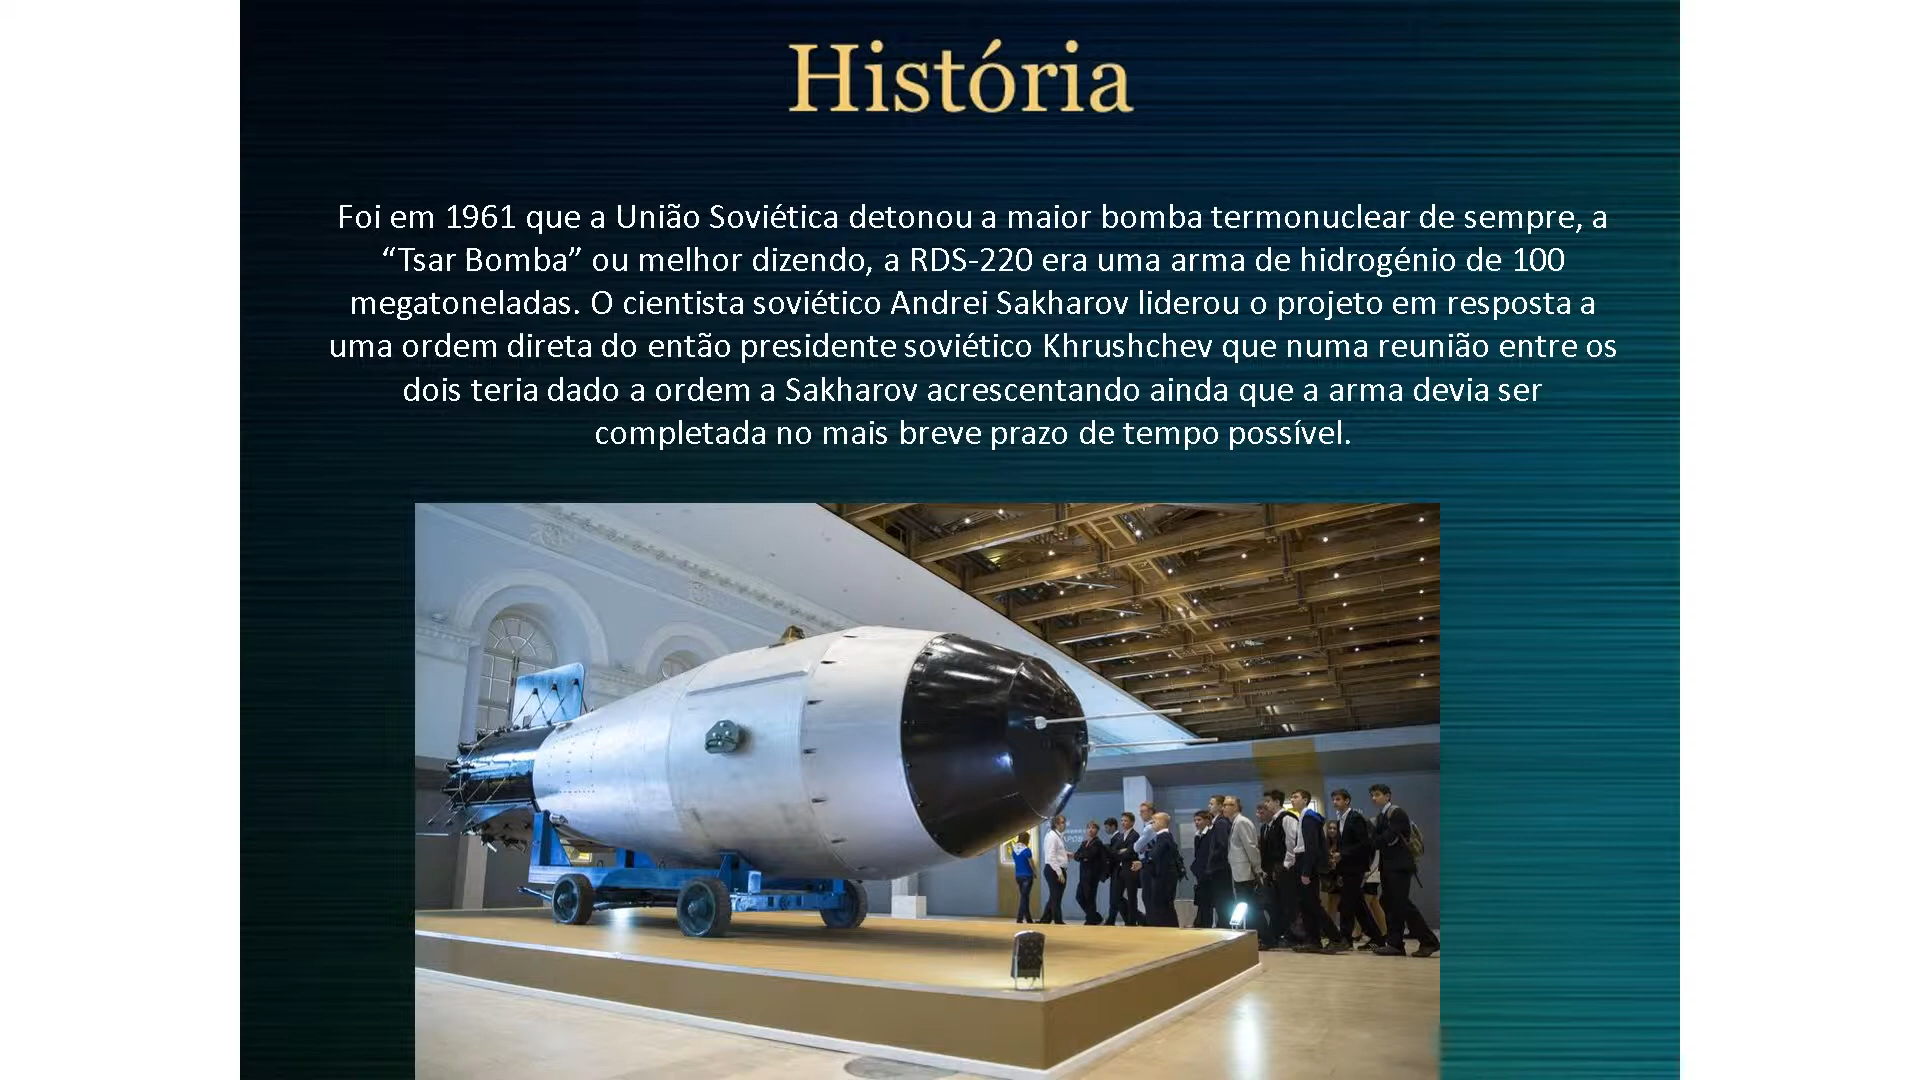 História
Foi em 1961 que a União Soviética detonou a maior bomba termonuclear de sempre, a
“Tsar Bomba” ou melhor dizendo, a RDS-220 era uma arma de hidrogénio de 100
megatoneladas. O cientista soviético Andrei Sakharov liderou o projeto em resposta a
uma ordem direta do então presidente soviético Khrushchev que numa reunião entre os
dois teria dado a ordem a Sakharov acrescentando ainda que a arma devia ser
completada no mais breve prazo de tempo possível.